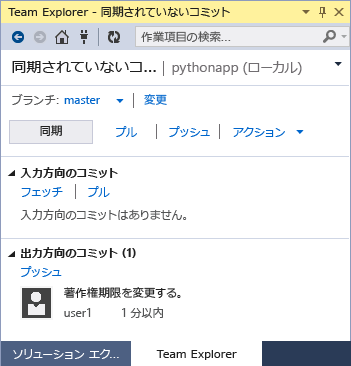 Team Explorer - 同期されていないコミット
作業項目の検索...
同期されていないコ... | pythonapp (ローカル)
ブランチ: master 変更
同期 プル プッシュ アクション
入力方向のコミット
フェッチ プル
入力方向のコミットはありません。
出力方向のコミット (1)
プッシュ
著作権期限を変更する。
user1 1 分以内
ソリューション エク... Team Explorer